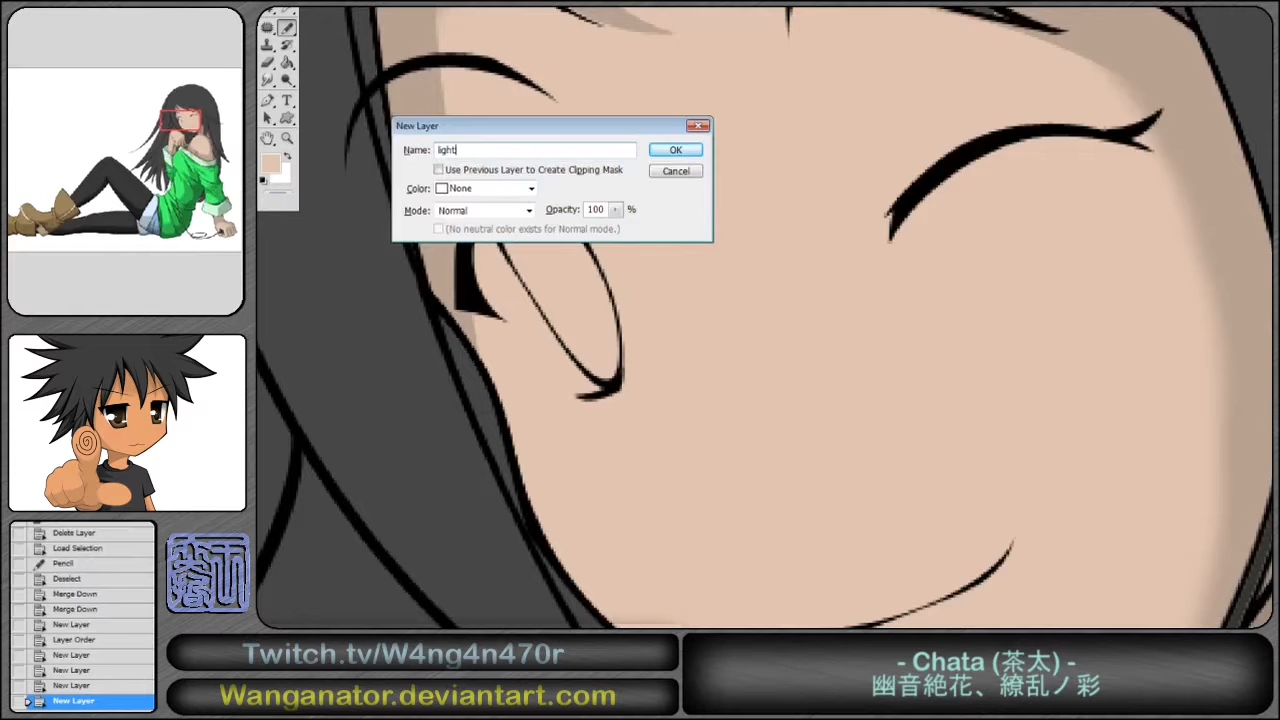 New Layer
Name: light
OK
Use Previous Layer to Create Clipping Mask
Cancel
Color: None
Mode: Normal
Opacity: 100 %
(No neutral color exists for Normal mode.)
Delete Layer
Load Selection
Pencil
Deselect
Merge Down
Merge Down
New Layer
Layer Order
New Layer
New Layer
New Layer
New Layer
Twitch.tv/W4ng4n470r
Wanganator.deviantart.com
- Chata (茶太) -
幽音絶花、繚乱ノ彩